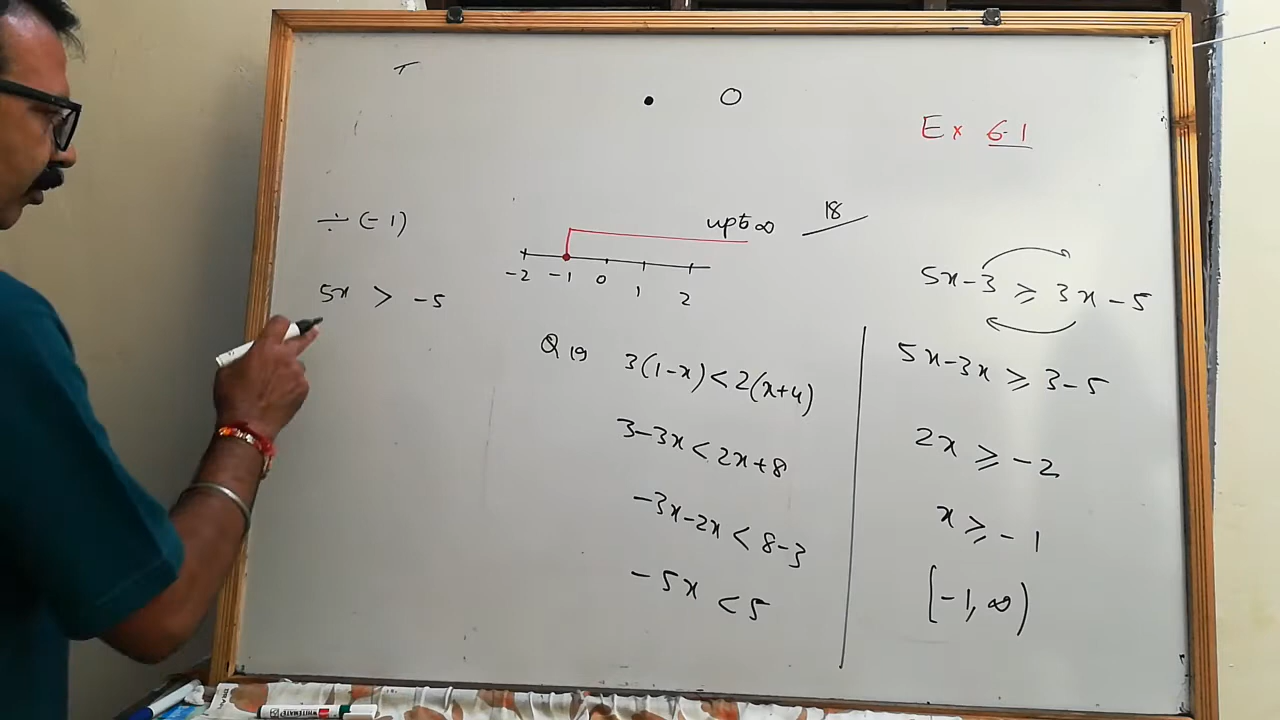 Ex 6.1
÷ (-1)
5x > -5
upto ∞
18
-2 -1 0 1 2
Q 19 3(1-x) < 2(x+4)
3-3x < 2x+8
-3x-2x < 8-3
-5x < 5
5x-3 ≥ 3x-5
5x-3x ≥ 3-5
2x ≥ -2
x ≥ -1
[-1, ∞)